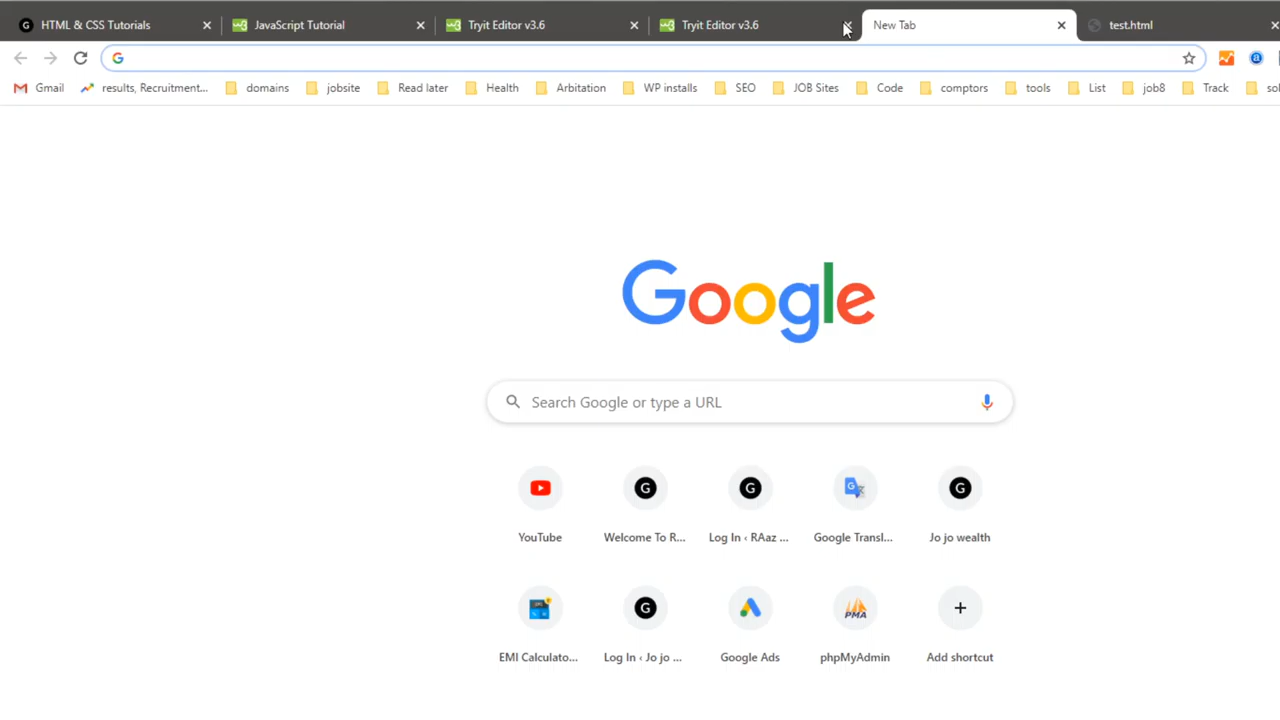 HTML & CSS Tutorials JavaScript Tutorial Tryit Editor v3.6 Tryit Editor v3.6 New Tab test.html
Gmail results, Recruitment... domains jobsite Read later Health Arbitation WP installs SEO JOB Sites Code comptors tools List job8 Track
Google
Search Google or type a URL
YouTube Welcome To R... Log In ‹ RAaz ... Google Transl... Jo jo wealth
EMI Calculato... Log In ‹ Jo jo ... Google Ads phpMyAdmin Add shortcut